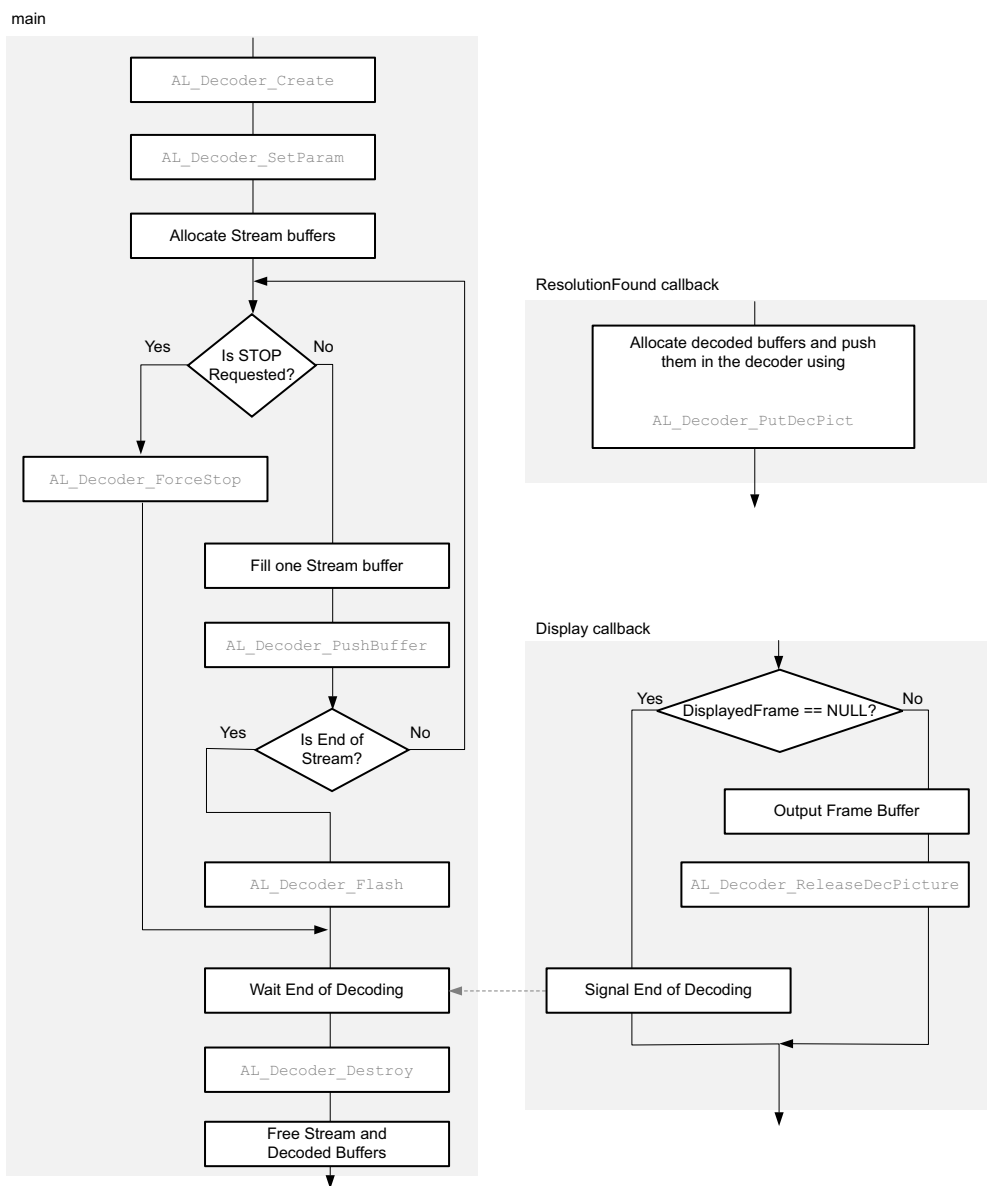 main
AL_Decoder_Create
AL_Decoder_SetParam
Allocate Stream buffers
Yes
No
Is STOP
Requested?
AL_Decoder_ForceStop
Fill one Stream buffer
AL_Decoder_PushBuffer
Yes
No
Is End of
Stream?
AL_Decoder_Flash
Wait End of Decoding
AL_Decoder_Destroy
Free Stream and
Decoded Buffers
ResolutionFound callback
Allocate decoded buffers and push
them in the decoder using
AL_Decoder_PutDecPict
Display callback
Yes
No
DisplayedFrame == NULL?
Output Frame Buffer
AL_Decoder_ReleaseDecPicture
Signal End of Decoding